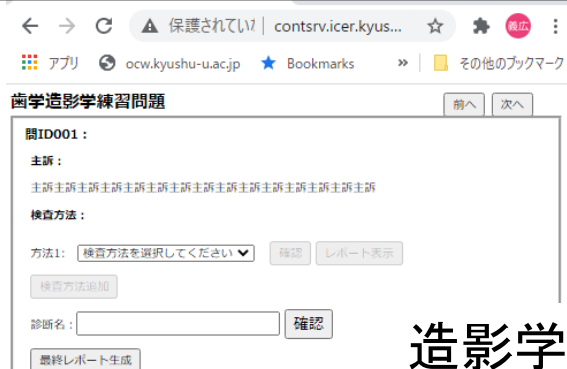 保護されてい
contsrv.icer.kyus...
義広
アプリ ocw.kyushu-u.ac.jp Bookmarks » その他のブックマーク
歯学造影学練習問題 前へ 次へ
問ID001：
主訴：
主訴主訴主訴主訴主訴主訴主訴主訴主訴主訴主訴主訴主訴主訴主訴
検査方法：
方法1: 検査方法を選択してください 確認 レポート表示
検査方法追加
診断名： 確認
最終レポート生成
造影学